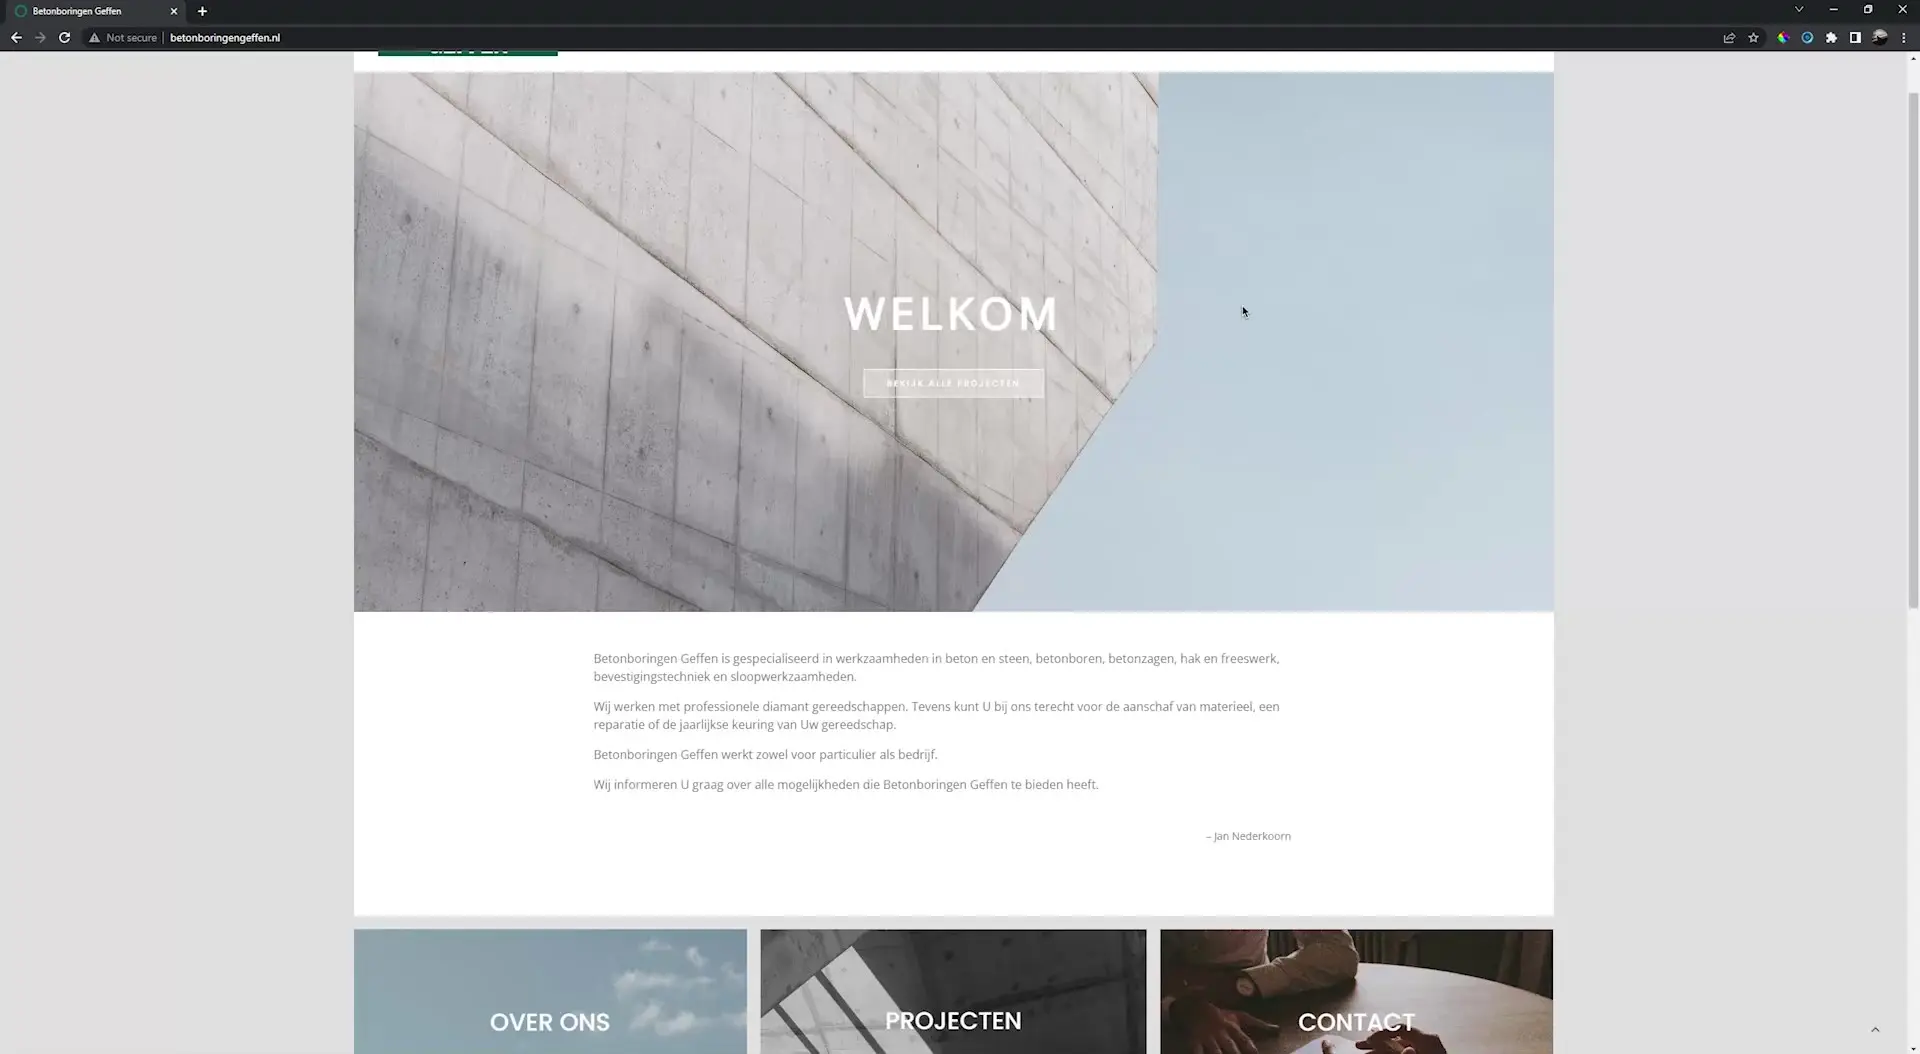 Betonboringen Geffen
Not secure
betonboringengeffen.nl
WELKOM
BEKIJK ALLE PROJECTEN
Betonboringen Geffen is gespecialiseerd in werkzaamheden in beton en steen, betonboren, betonzagen, hak en freeswerk,
bevestigingstechniek en sloopwerkzaamheden.
Wij werken met professionele diamant gereedschappen. Tevens kunt U bij ons terecht voor de aanschaf van materieel, een
reparatie of de jaarlijkse keuring van Uw gereedschap.
Betonboringen Geffen werkt zowel voor particulier als bedrijf.
Wij informeren U graag over alle mogelijkheden die Betonboringen Geffen te bieden heeft.
– Jan Nederkoorn
OVER ONS
PROJECTEN
CONTACT